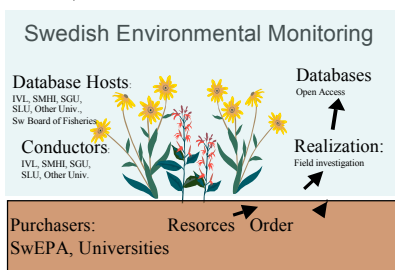 Swedish Environmental Monitoring
Database Hosts:
IVL, SMHI, SGU,
SLU, Other Univ.,
Sw Board of Fisheries
Conductors:
IVL, SMHI, SGU,
SLU, Other Univ.
Databases
Open Access
Realization:
Field investigation
Purchasers:
SwEPA, Universities
Resorces Order